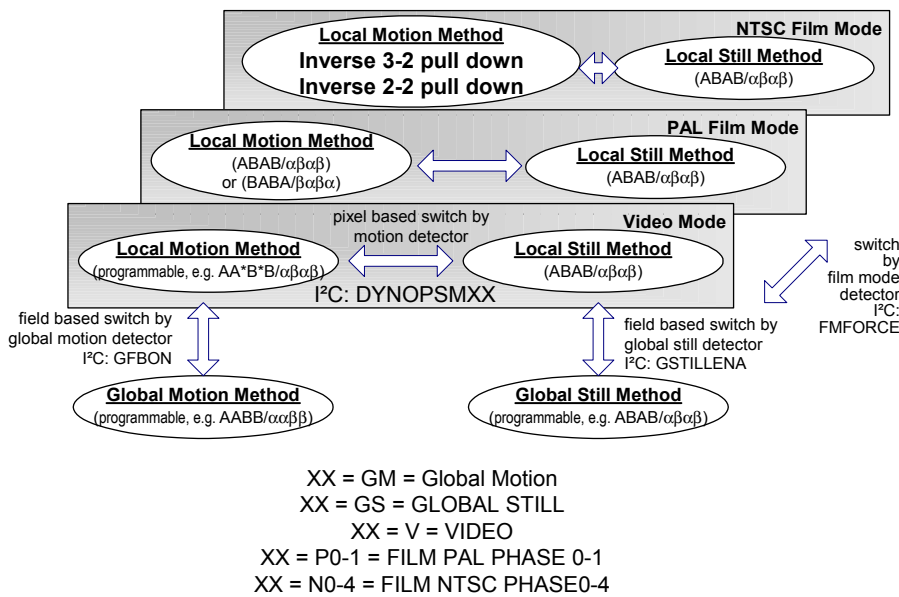 NTSC Film Mode
Local Motion Method
Inverse 3-2 pull down
Inverse 2-2 pull down
Local Still Method
(ABAB/αβαβ)
PAL Film Mode
Local Motion Method
(ABAB/αβαβ)
or (BABA/βαβα)
Local Still Method
(ABAB/αβαβ)
Video Mode
pixel based switch by
motion detector
Local Motion Method
(programmable, e.g. AA*B*B/αβαβ)
Local Still Method
(ABAB/αβαβ)
I²C: DYNOPSMXX
switch
by
film mode
detector
I²C:
FMFORCE
field based switch by
global motion detector
I²C: GFBON
field based switch by
global still detector
I²C: GSTILLENA
Global Motion Method
(programmable, e.g. AABB/ααββ)
Global Still Method
(programmable, e.g. ABAB/αβαβ)
XX = GM = Global Motion
XX = GS = GLOBAL STILL
XX = V = VIDEO
XX = P0-1 = FILM PAL PHASE 0-1
XX = N0-4 = FILM NTSC PHASE0-4